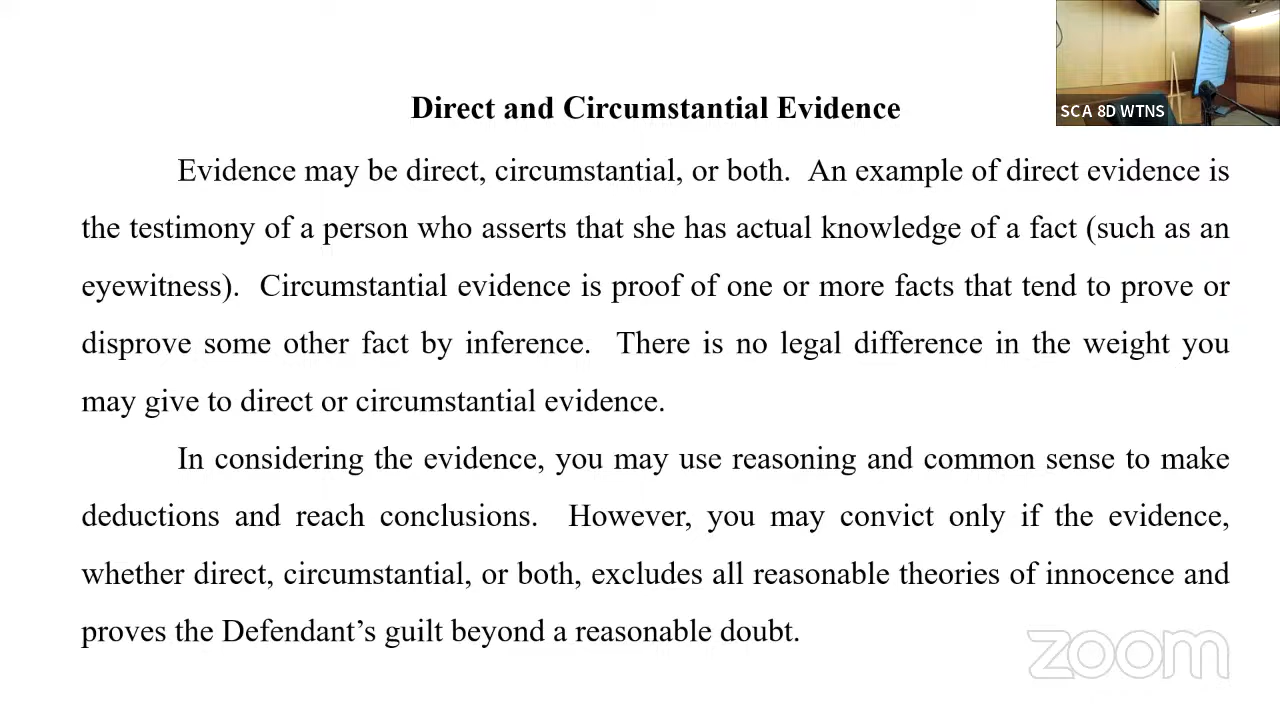 Direct and Circumstantial Evidence
SCA 8D WTNS
Evidence may be direct, circumstantial, or both. An example of direct evidence is
the testimony of a person who asserts that she has actual knowledge of a fact (such as an
eyewitness). Circumstantial evidence is proof of one or more facts that tend to prove or
disprove some other fact by inference. There is no legal difference in the weight you
may give to direct or circumstantial evidence.
In considering the evidence, you may use reasoning and common sense to make
deductions and reach conclusions. However, you may convict only if the evidence,
whether direct, circumstantial, or both, excludes all reasonable theories of innocence and
proves the Defendant’s guilt beyond a reasonable doubt.
zoom